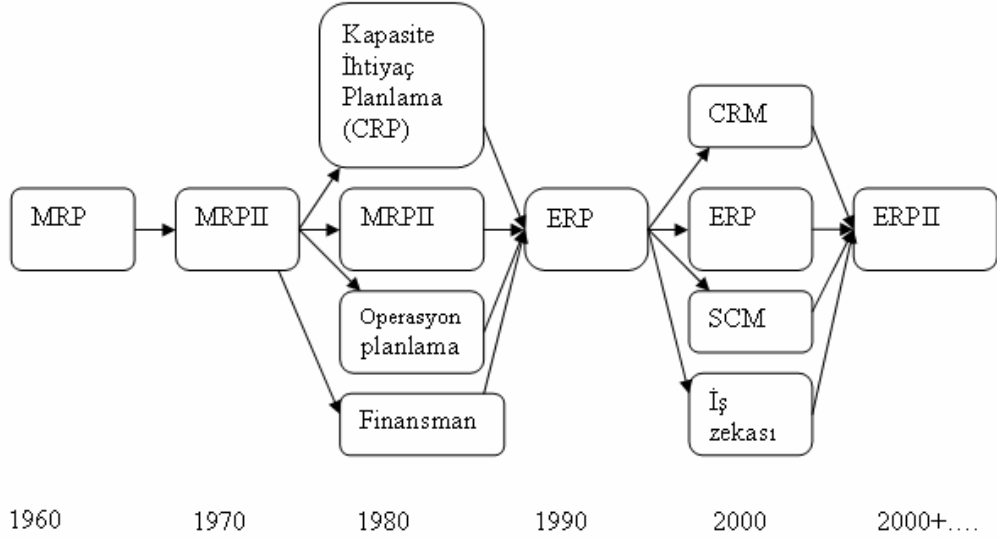 MRP
MRPII
Kapasite
İhtiyaç
Planlama
(CRP)
MRPII
Operasyon
planlama
Finansman
ERP
CRM
ERP
SCM
İş
zekası
ERPII
1960
1970
1980
1990
2000
2000+....